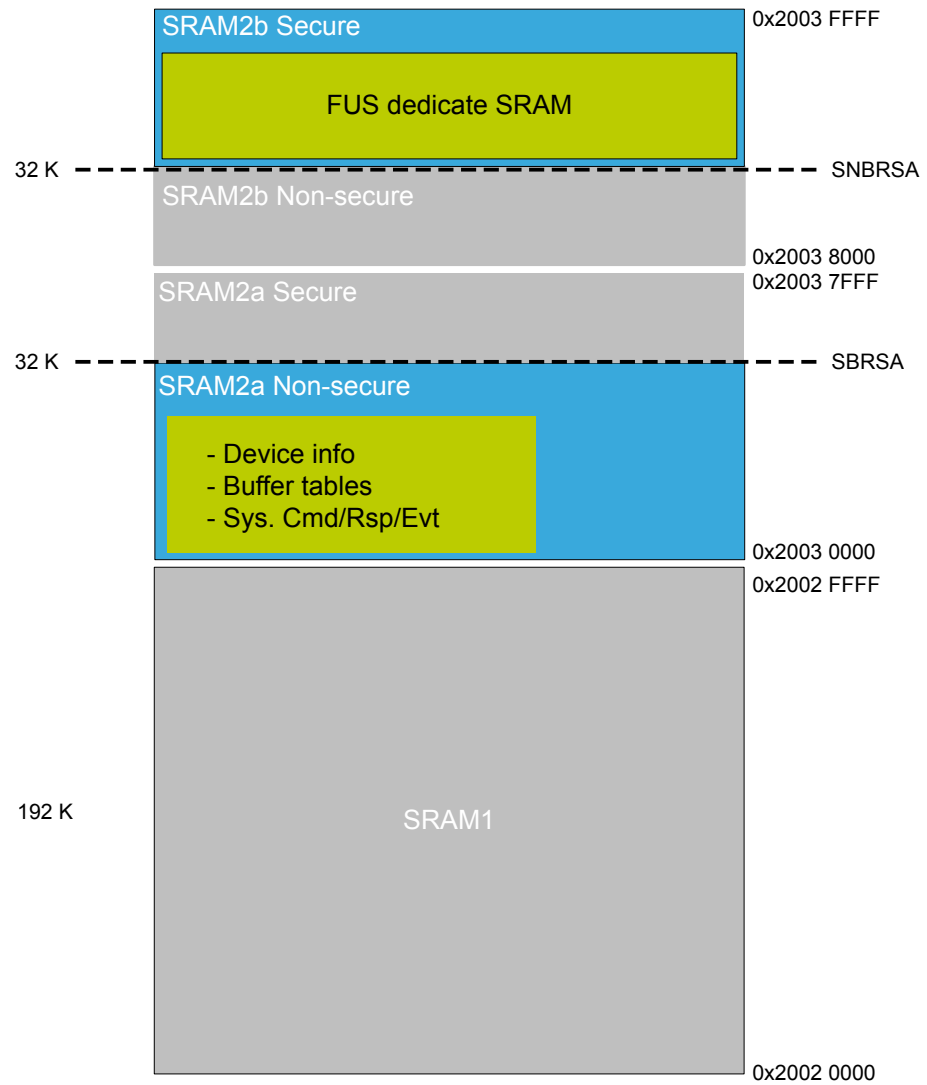 SRAM2b Secure
0x2003 FFFF
FUS dedicate SRAM
32 K
SNBRSA
SRAM2b Non-secure
0x2003 8000
0x2003 7FFF
SRAM2a Secure
32 K
SBRSA
SRAM2a Non-secure
- Device info
- Buffer tables
- Sys. Cmd/Rsp/Evt
0x2003 0000
0x2002 FFFF
192 K
SRAM1
0x2002 0000